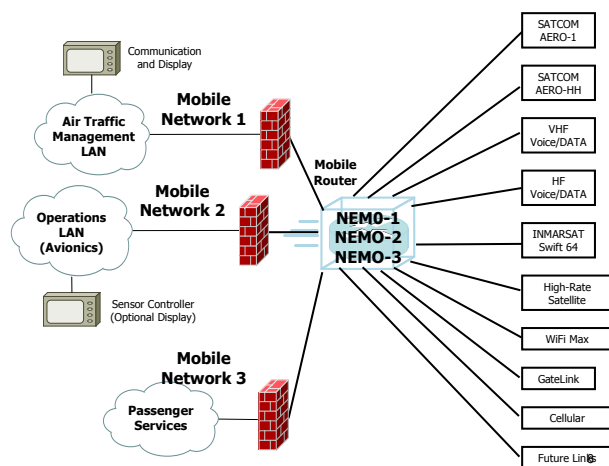 Communication
and Display
Mobile
Network 1
Air Traffic
Management
LAN
Mobile
Network 2
Operations
LAN
(Avionics)
Sensor Controller
(Optional Display)
Mobile
Network 3
Passenger
Services
Mobile
Router
NEM0-1
NEMO-2
NEMO-3
SATCOM
AERO-1
SATCOM
AERO-HH
VHF
Voice/DATA
HF
Voice/DATA
INMARSAT
Swift 64
High-Rate
Satellite
WiFi Max
GateLink
Cellular
Future Links
8